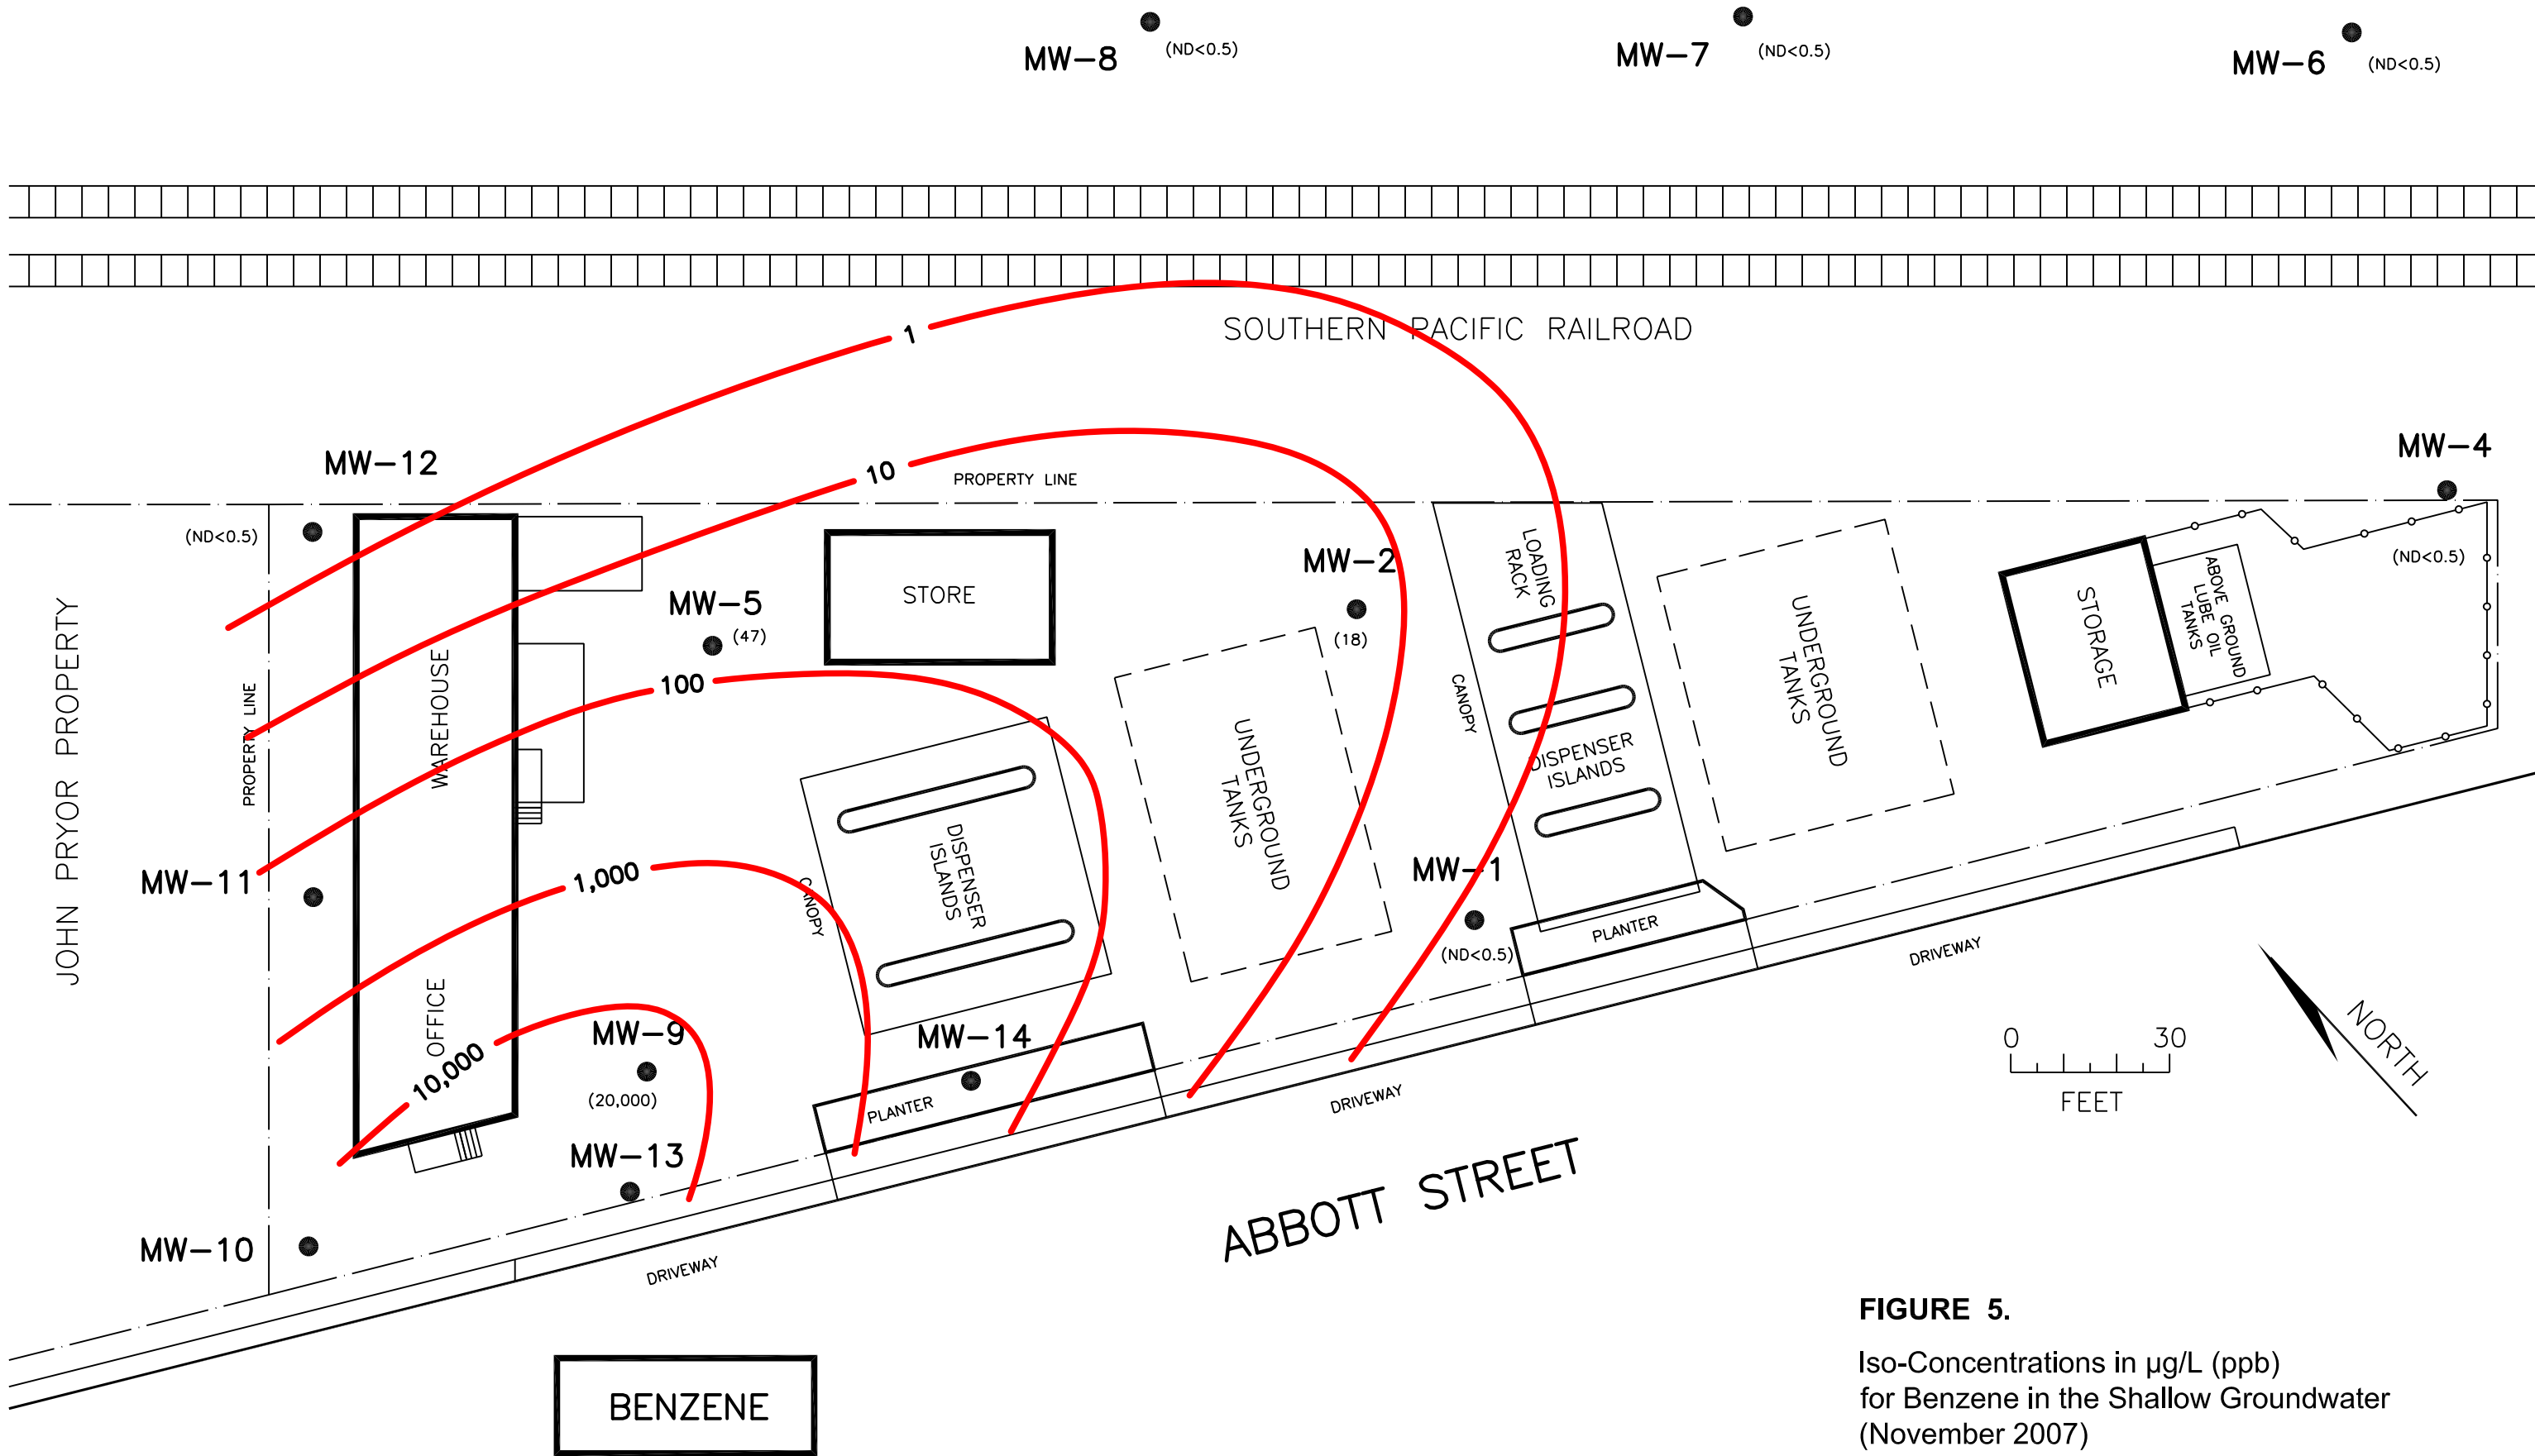 MW-8
(ND<0.5)
MW-7
(ND<0.5)
MW-6
(ND<0.5)
1
SOUTHERN PACIFIC RAILROAD
MW-12
(ND<0.5)
10
PROPERTY LINE
MW-4
(ND<0.5)
JOHN PRYOR PROPERTY
PROPERTY LINE
WAREHOUSE
OFFICE
MW-5
(47)
STORE
MW-2
(18)
LOADING
RACK
CANOPY
DISPENSER
ISLANDS
UNDERGROUND
TANKS
STORAGE
ABOVE GROUND
LUBE OIL
TANKS
100
UNDERGROUND
TANKS
DISPENSER
ISLANDS
CANOPY
MW-11
1,000
MW-1
(ND<0.5)
PLANTER
DRIVEWAY
10,000
MW-9
(20,000)
MW-14
PLANTER
DRIVEWAY
MW-13
MW-10
DRIVEWAY
ABBOTT STREET
0 30
FEET
NORTH
BENZENE
FIGURE 5.
Iso-Concentrations in µg/L (ppb)
for Benzene in the Shallow Groundwater
(November 2007)